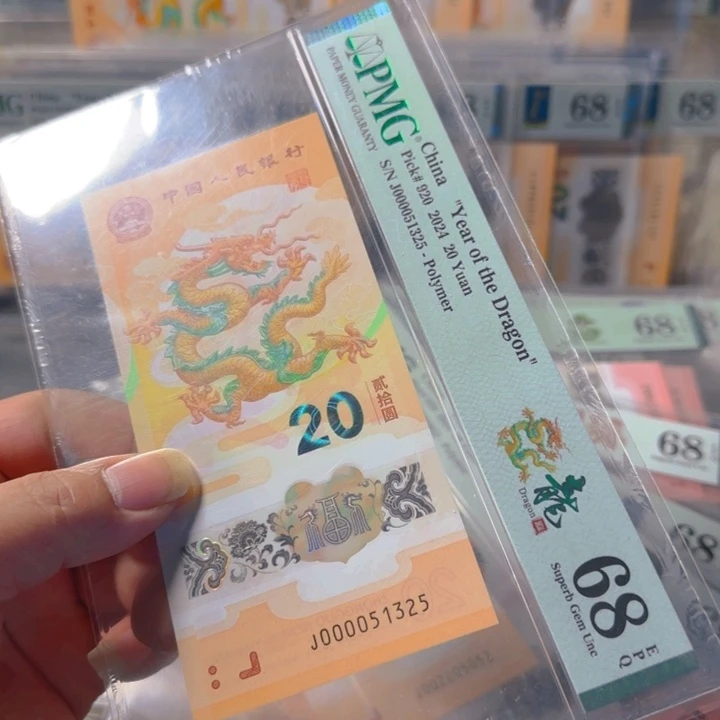 PMG
PAPER MONEY GUARANTY
China
"Year of the Dragon"
Pick# 920 2024 20 Yuan
S/N J000051325 - Polymer
龍
Dragon
68
EPQ
Superb Gem Unc
中国人民银行
20
贰拾圆
福
J000051325
68
68
68
68
68